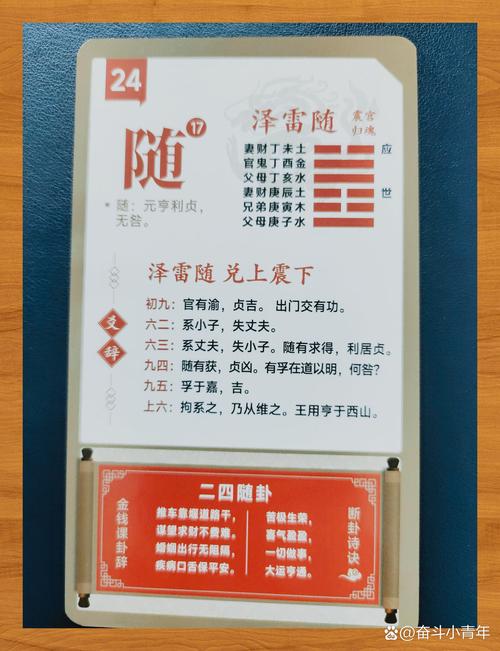 24
随
17
泽雷随
震宫
归魂
* 随：元亨利贞，
无咎。
妻财丁未土 应
官鬼丁酉金
父母丁亥水
妻财庚辰土 世
兄弟庚寅木
父母庚子水
泽雷随 兑上震下
爻辞
初九：官有渝，贞吉。出门交有功。
六二：系小子，失丈夫。
六三：系丈夫，失小子。随有求得，利居贞。
九四：随有获，贞凶。有孚在道以明，何咎？
九五：孚于嘉，吉。
上六：拘系之，乃从维之。王用亨于西山。
二四随卦
金钱课卦辞
推车靠堰道路干，
谋望求财不费难。
婚姻出行无阻隔，
疾病口舌保平安。
苦极生荣，
喜气盈盈，
一切做事，
大运亨通。
断卦诗诀
奋斗小青年